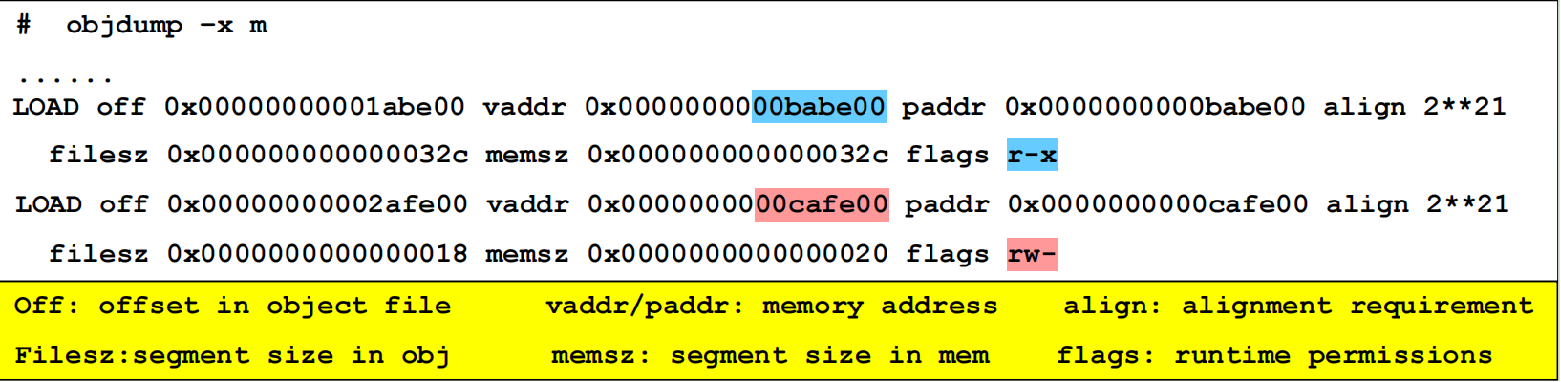 # objdump –x m
......
LOAD off 0x00000000001abe00 vaddr 0x0000000000babe00 paddr 0x0000000000babe00 align 2**21
filesz 0x000000000000032c memsz 0x000000000000032c flags r-x
LOAD off 0x00000000002afe00 vaddr 0x0000000000cafe00 paddr 0x0000000000cafe00 align 2**21
filesz 0x0000000000000018 memsz 0x0000000000000020 flags rw-
Off: offset in object file vaddr/paddr: memory address align: alignment requirement
Filesz:segment size in obj memsz: segment size in mem flags: runtime permissions